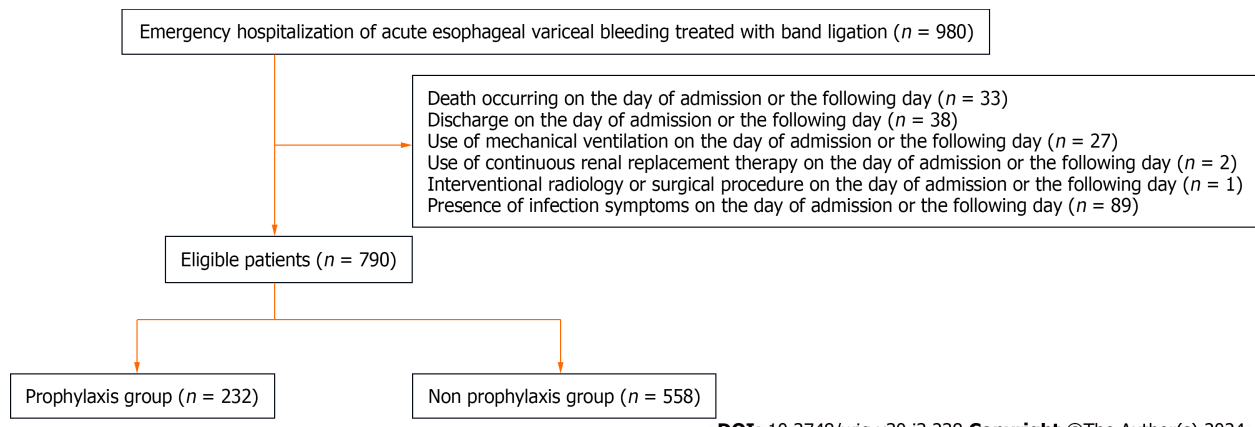 Emergency hospitalization of acute esophageal variceal bleeding treated with band ligation (n = 980)
Death occurring on the day of admission or the following day (n = 33)
Discharge on the day of admission or the following day (n = 38)
Use of mechanical ventilation on the day of admission or the following day (n = 27)
Use of continuous renal replacement therapy on the day of admission or the following day (n = 2)
Interventional radiology or surgical procedure on the day of admission or the following day (n = 1)
Presence of infection symptoms on the day of admission or the following day (n = 89)
Eligible patients (n = 790)
Prophylaxis group (n = 232)
Non prophylaxis group (n = 558)
DOI: Copyright ©The Author(s) 2024